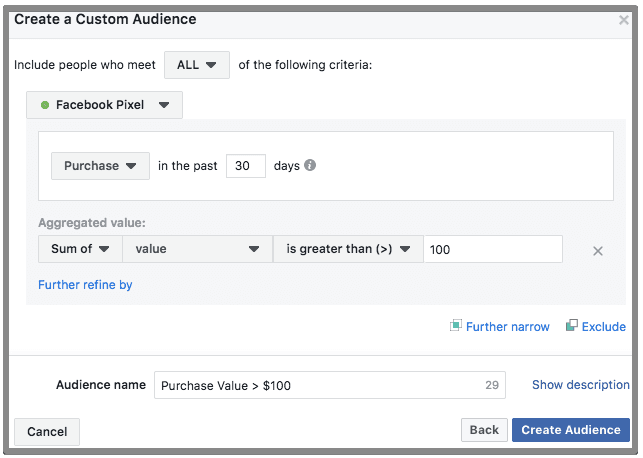 Create a Custom Audience ×
Include people who meet ALL of the following criteria:
Facebook Pixel
Purchase in the past 30 days i
Aggregated value:
Sum of value is greater than (>) 100 ×
Further refine by
Further narrow Exclude
Audience name Purchase Value > $100 29 Show description
Cancel Back Create Audience